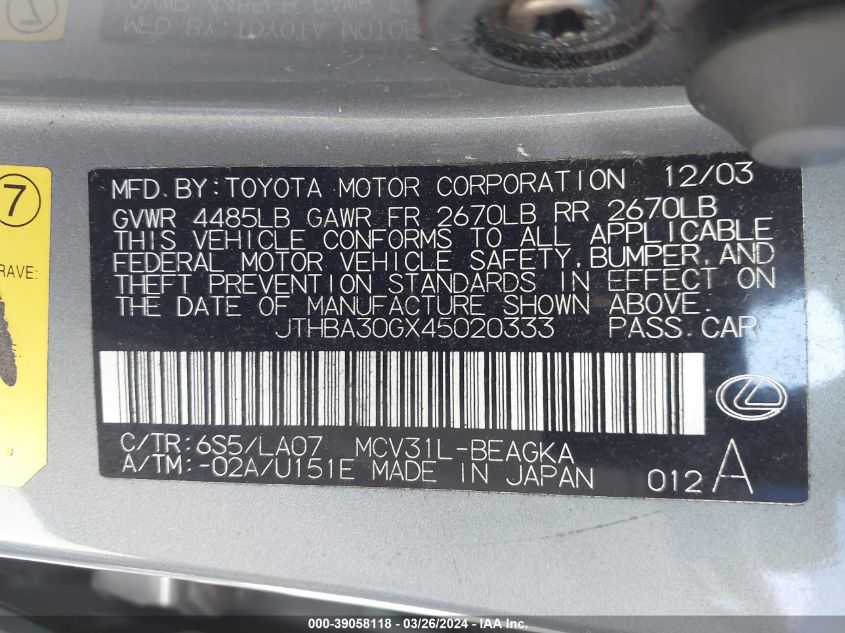 MFD. BY: TOYOTA MOTOR CORPORATION 12/03
GVWR 4485LB GAWR FR 2670LB RR 2670LB
THIS VEHICLE CONFORMS TO ALL APPLICABLE
FEDERAL MOTOR VEHICLE SAFETY, BUMPER, AND
THEFT PREVENTION STANDARDS IN EFFECT ON
THE DATE OF MANUFACTURE SHOWN ABOVE.
JTHBA30GX45020333 PASS. CAR
C/TR: 6S5/LA07 MCV31L-BEAGKA
A/TM: -02A/U151E MADE IN JAPAN 012 A
7
RAVE:
000-39058118 - 03/26/2024 - IAAI Inc.